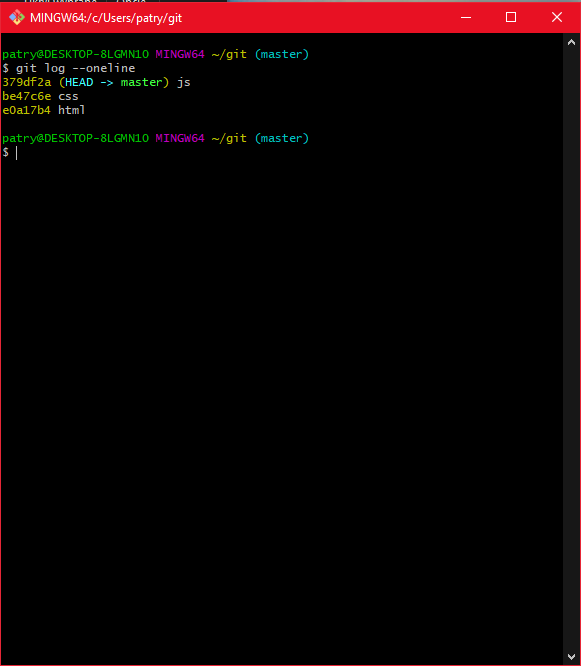 MINGW64:/c/Users/patry/git
patry@DESKTOP-8LGMN1O MINGW64 ~/git (master)
$ git log --oneline
379df2a (HEAD -> master) js
be47c6e css
e0a17b4 html
patry@DESKTOP-8LGMN1O MINGW64 ~/git (master)
$